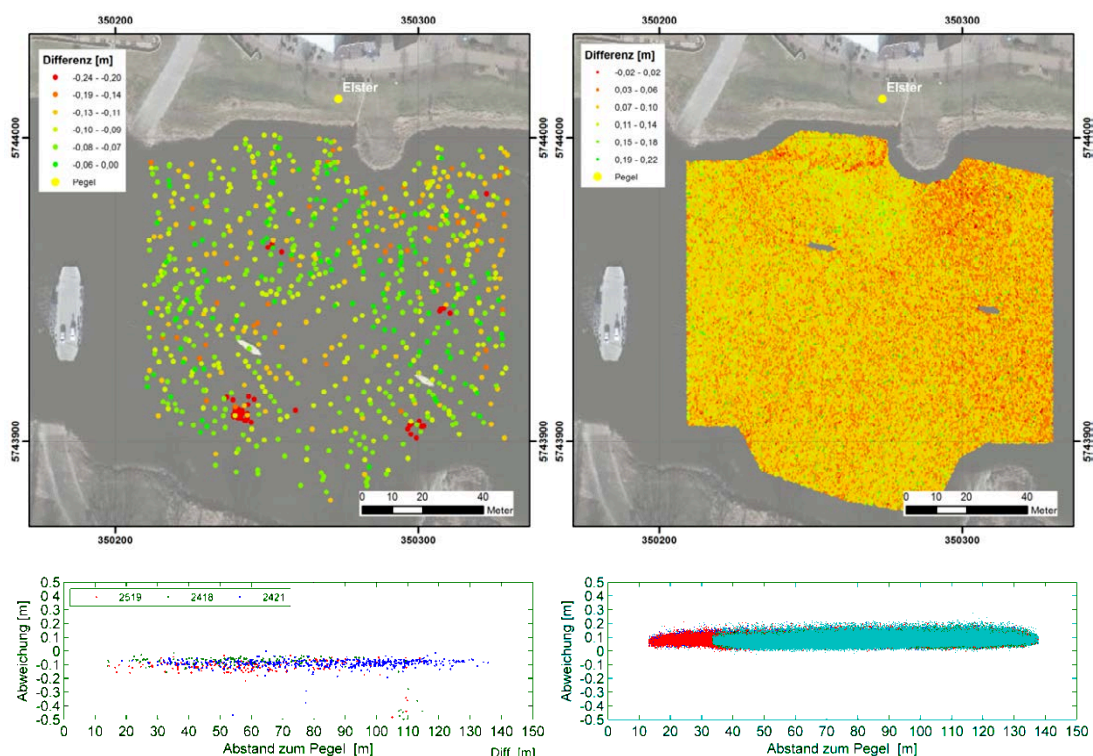 350200
350300
350200
350300
Differenz [m]
-0,24 - -0,20
-0,19 - -0,14
-0,13 - -0,11
-0,10 - -0,09
-0,08 - -0,07
-0,06 - 0,00
Pegel
Elster
5744000
5743900
0 10 20 40
Meter
350200
350300
Differenz [m]
-0,02 - 0,02
0,03 - 0,06
0,07 - 0,10
0,11 - 0,14
0,15 - 0,18
0,19 - 0,22
Pegel
Elster
5744000
5744000
5743900
5743900
0 10 20 40
Meter
5744000
5743900
350200
350300
Abweichung [m]
0.5
0.4
0.3
0.2
0.1
0
-0.1
-0.2
-0.3
-0.4
-0.5
2519 2418 2421
0 10 20 30 40 50 60 70 80 90 100 110 120 130 140 150
Abstand zum Pegel [m]
Diff. [m]
Abweichung [m]
0.5
0.4
0.3
0.2
0.1
0
-0.1
-0.2
-0.3
-0.4
-0.5
0 10 20 30 40 50 60 70 80 90 100 110 120 130 140 150
Abstand zum Pegel [m]